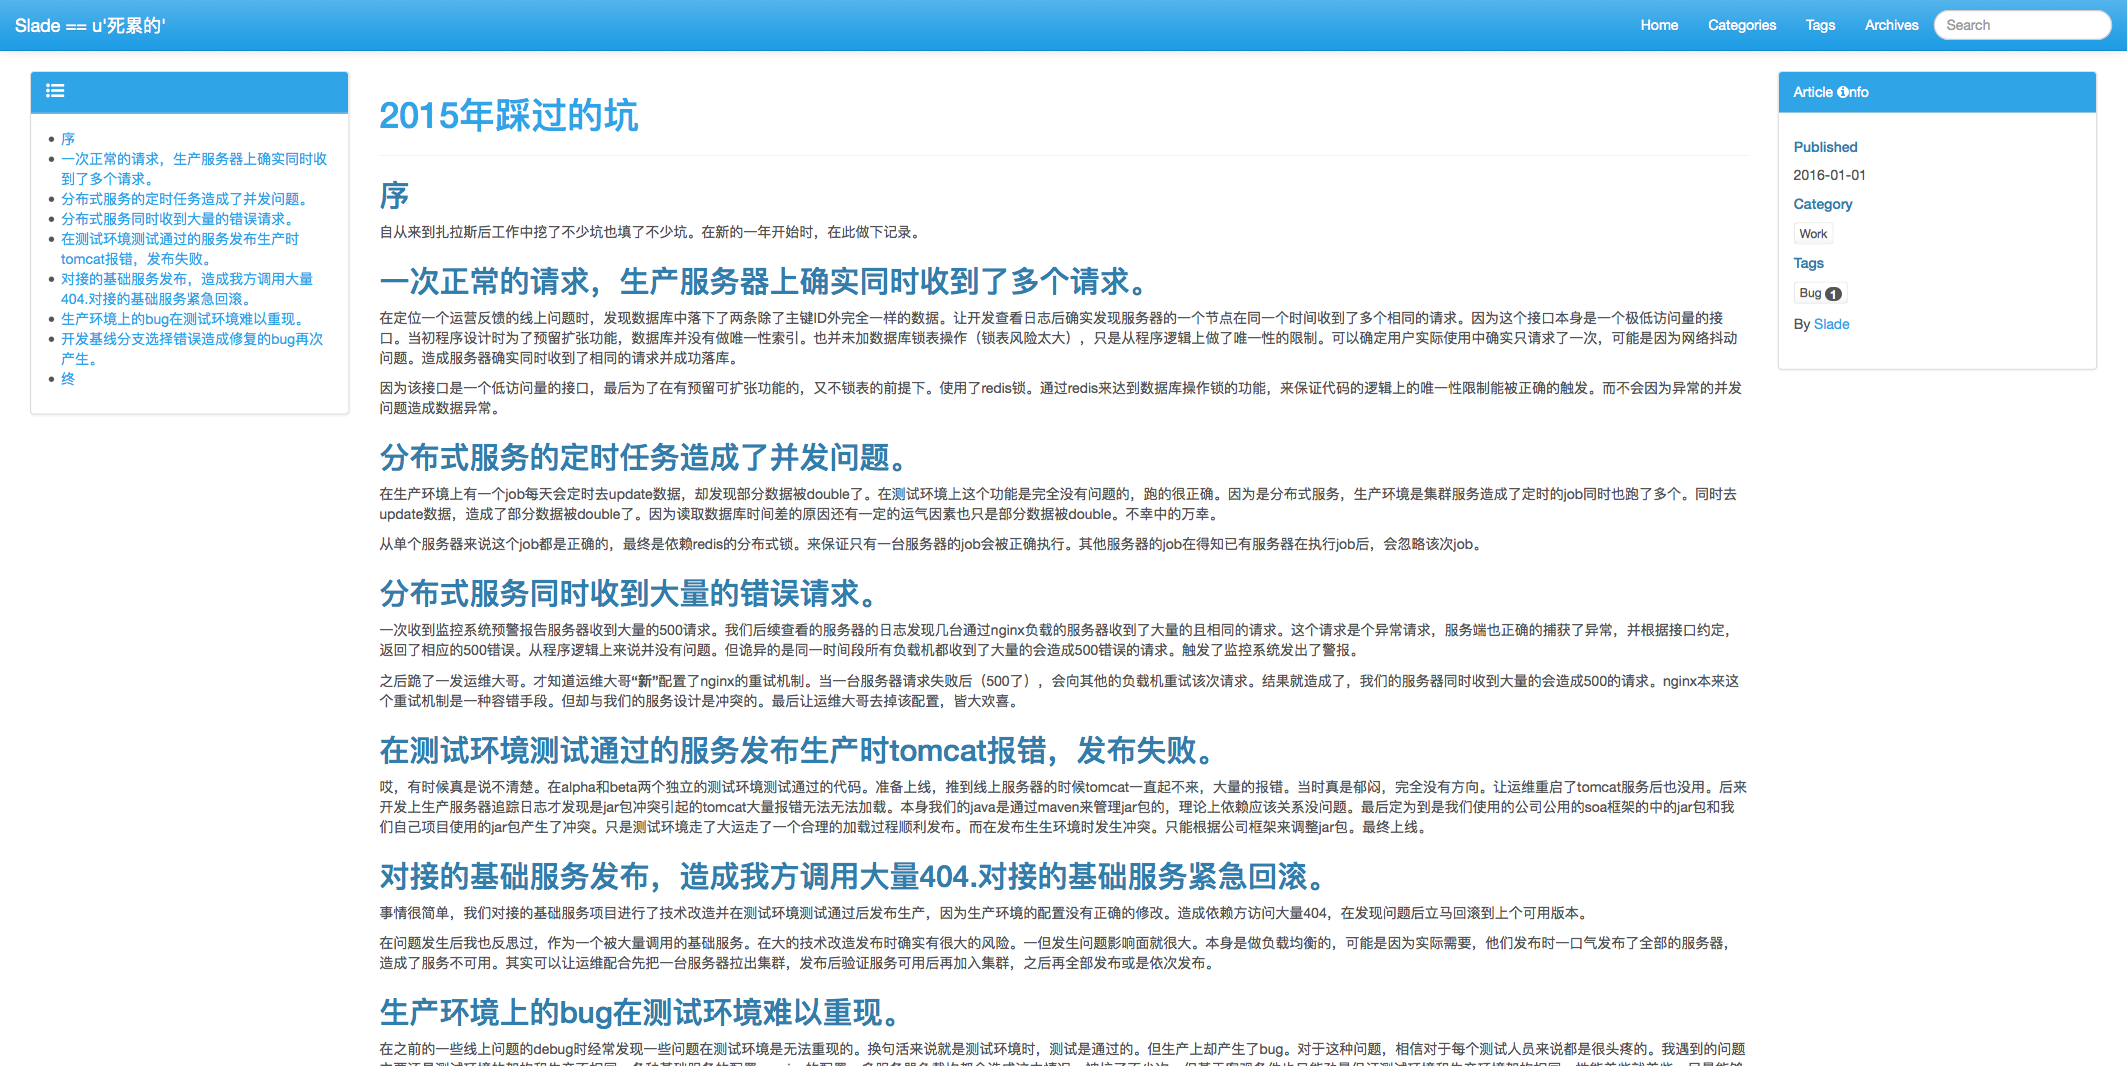 Slade == u'死累的'
Home Categories Tags Archives Search
序
一次正常的请求，生产服务器上确实同时收
到了多个请求。
分布式服务的定时任务造成了并发问题。
分布式服务同时收到大量的错误请求。
在测试环境测试通过的服务发布生产时
tomcat报错，发布失败。
对接的基础服务发布，造成我方调用大量
404.对接的基础服务紧急回滚。
生产环境上的bug在测试环境难以重现。
开发基线分支选择错误造成修复的bug再次
产生。
终
2015年踩过的坑
序
自从来到扎拉斯后工作中挖了不少坑也填了不少坑。在新的一年开始时，在此做下记录。
一次正常的请求，生产服务器上确实同时收到了多个请求。
在定位一个运营反馈的线上问题时，发现数据库中落下了两条除了主键ID外完全一样的数据。让开发查看日志后确实发现服务器的一个节点在同一个时间收到了多个相同的请求。因为这个接口本身是一个极低访问量的接
口。当初程序设计时为了预留扩张功能，数据库并没有做唯一性索引。也并未加数据库锁表操作（锁表风险太大），只是从程序逻辑上做了唯一性的限制。可以确定用户实际使用中确实只请求了一次，可能是因为网络抖动
问题。造成服务器确实同时收到了相同的请求并成功落库。
因为该接口是一个低访问量的接口，最后为了在有预留可扩张功能的，又不锁表的前提下。使用了redis锁。通过redis来达到数据库操作锁的功能，来保证代码的逻辑上的唯一性限制能被正确的触发。而不会因为异常的并发
问题造成数据异常。
分布式服务的定时任务造成了并发问题。
在生产环境上有一个job每天会定时去update数据，却发现部分数据被double了。在测试环境上这个功能是完全没有问题的，跑的很正确。因为是分布式服务，生产环境是集群服务造成了定时的job同时也跑了多个。同时去
update数据，造成了部分数据被double了。因为读取数据库时间差的原因还有一定的运气因素也只是部分数据被double。不幸中的万幸。
从单个服务器来说这个job都是正确的，最终是依赖redis的分布式锁。来保证只有一台服务器的job会被正确执行。其他服务器的job在得知已有服务器在执行job后，会忽略该次job。
分布式服务同时收到大量的错误请求。
一次收到监控系统预警报告服务器收到大量的500请求。我们后续查看的服务器的日志发现几台通过nginx负载的服务器收到了大量的且相同的请求。这个请求是个异常请求，服务端也正确的捕获了异常，并根据接口约定，
返回了相应的500错误。从程序逻辑上来说并没有问题。但诡异的是同一时间段所有负载机都收到了大量的会造成500错误的请求。触发了监控系统发出了警报。
之后跪了一发运维大哥。才知道运维大哥“新”配置了nginx的重试机制。当一台服务器请求失败后（500了），会向其他的负载机重试该次请求。结果就造成了，我们的服务器同时收到大量的会造成500的请求。nginx本来这
个重试机制是一种容错手段。但却与我们的服务设计是冲突的。最后让运维大哥去掉该配置，皆大欢喜。
在测试环境测试通过的服务发布生产时tomcat报错，发布失败。
哎，有时候真是说不清楚。在alpha和beta两个独立的测试环境测试通过的代码。准备上线，推到线上服务器的时候tomcat一直起不来，大量的报错。当时真是郁闷，完全没有方向。让运维重启了tomcat服务后也没用。后来
开发上生产服务器追踪日志才发现是jar包冲突引起的tomcat大量报错无法无法加载。本身我们的java是通过maven来管理jar包的，理论上依赖应该关系没问题。最后定为到是我们使用的公司公用的soa框架的中的jar包和我
们自己项目使用的jar包产生了冲突。只是测试环境走了大运走了一个合理的加载过程顺利发布。而在发布生生环境时发生冲突。只能根据公司框架来调整jar包。最终上线。
对接的基础服务发布，造成我方调用大量404.对接的基础服务紧急回滚。
事情很简单，我们对接的基础服务项目进行了技术改造并在测试环境测试通过后发布生产，因为生产环境的配置没有正确的修改。造成依赖方访问大量404，在发现问题后立马回滚到上个可用版本。
在问题发生后我也反思过，作为一个被大量调用的基础服务。在大的技术改造发布时确实有很大的风险。一但发生问题影响面就很大。本身是做负载均衡的，可能是因为实际需要，他们发布时一口气发布了全部的服务器，
造成了服务不可用。其实可以让运维配合先把一台服务器拉出集群，发布后验证服务可用后再加入集群，之后再全部发布或是依次发布。
生产环境上的bug在测试环境难以重现。
在之前的一些线上问题的debug时经常发现一些问题在测试环境是无法重现的。换句活来说就是测试环境时，测试是通过的。但生产上却产生了bug。对于这种问题，相信对于每个测试人员来说都是很头疼的。我遇到的问题
Article Info
Published
2016-01-01
Category
Work
Tags
Bug 1
By Slade